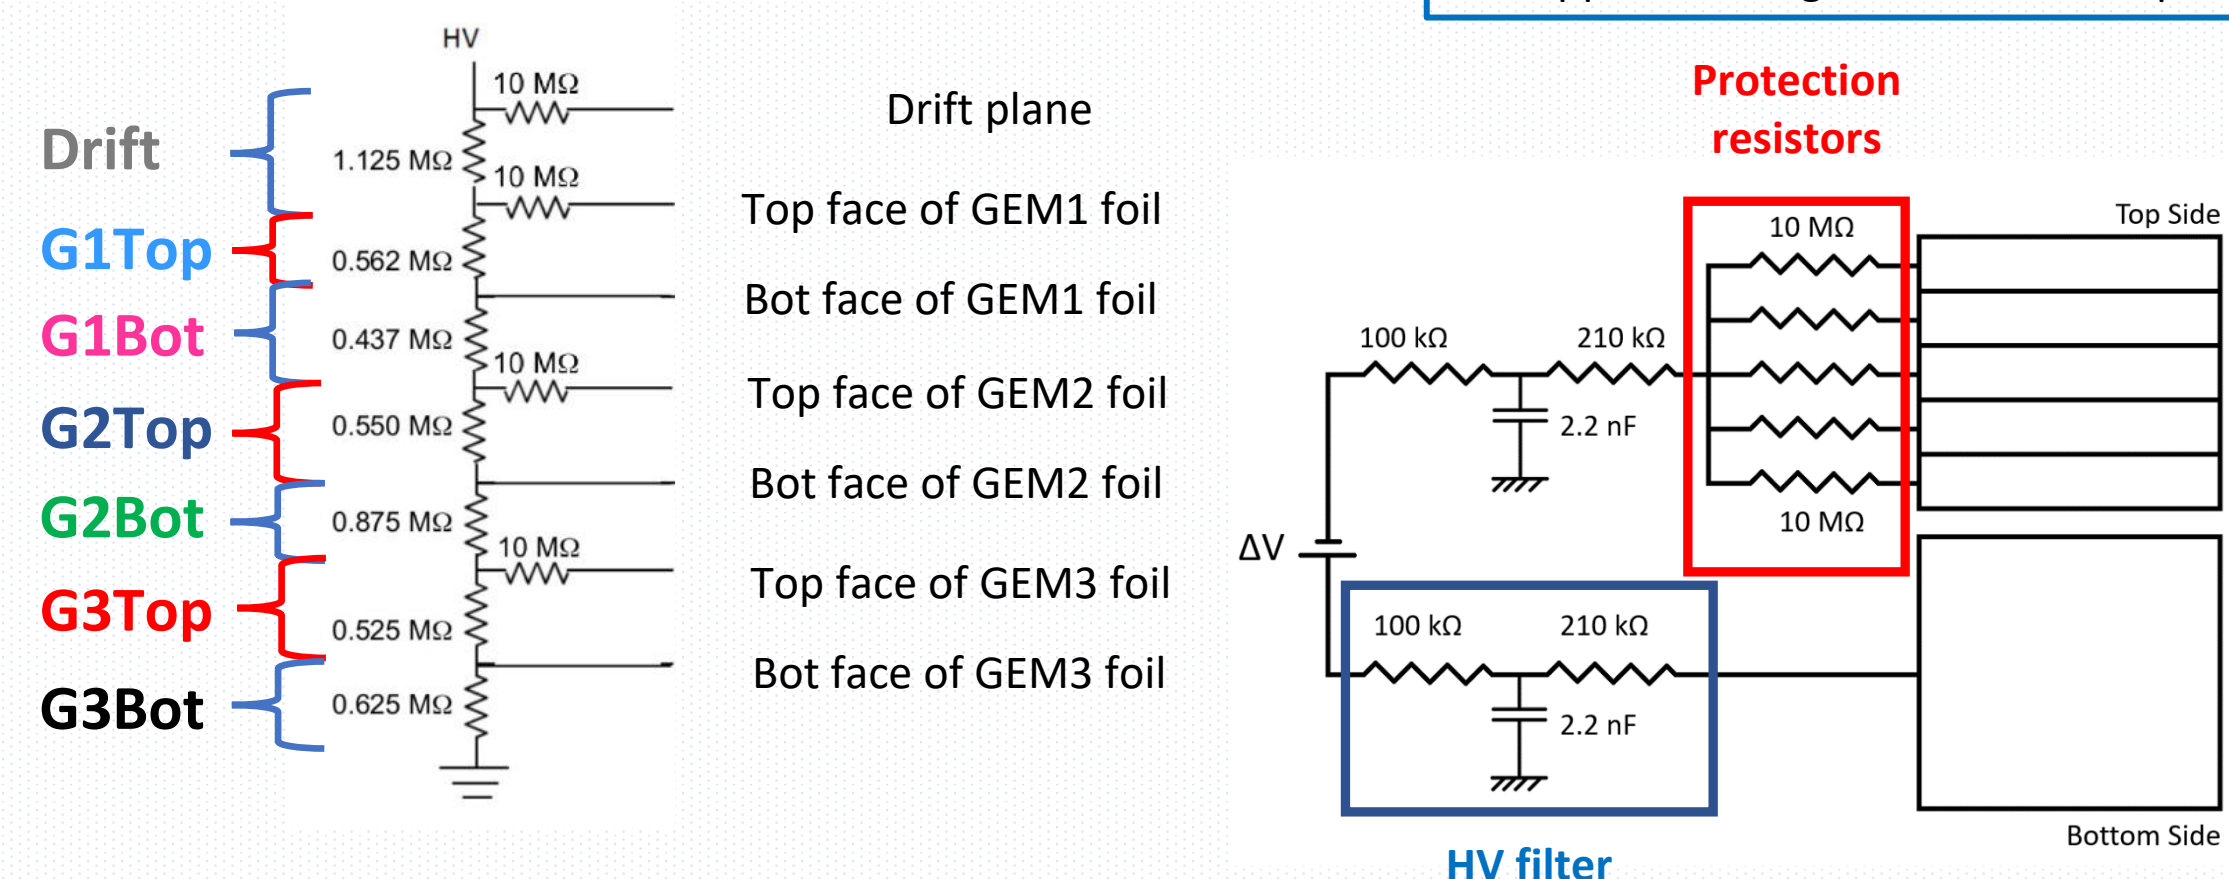 HV
10 MΩ
Drift plane
Drift
1.125 MΩ
10 MΩ
Top face of GEM1 foil
G1Top
0.562 MΩ
Bot face of GEM1 foil
G1Bot
0.437 MΩ
10 MΩ
Top face of GEM2 foil
G2Top
0.550 MΩ
Bot face of GEM2 foil
G2Bot
0.875 MΩ
10 MΩ
Top face of GEM3 foil
G3Top
0.525 MΩ
Bot face of GEM3 foil
G3Bot
0.625 MΩ
Protection
resistors
10 MΩ
Top Side
100 kΩ
210 kΩ
2.2 nF
10 MΩ
ΔV
100 kΩ
210 kΩ
2.2 nF
Bottom Side
HV filter